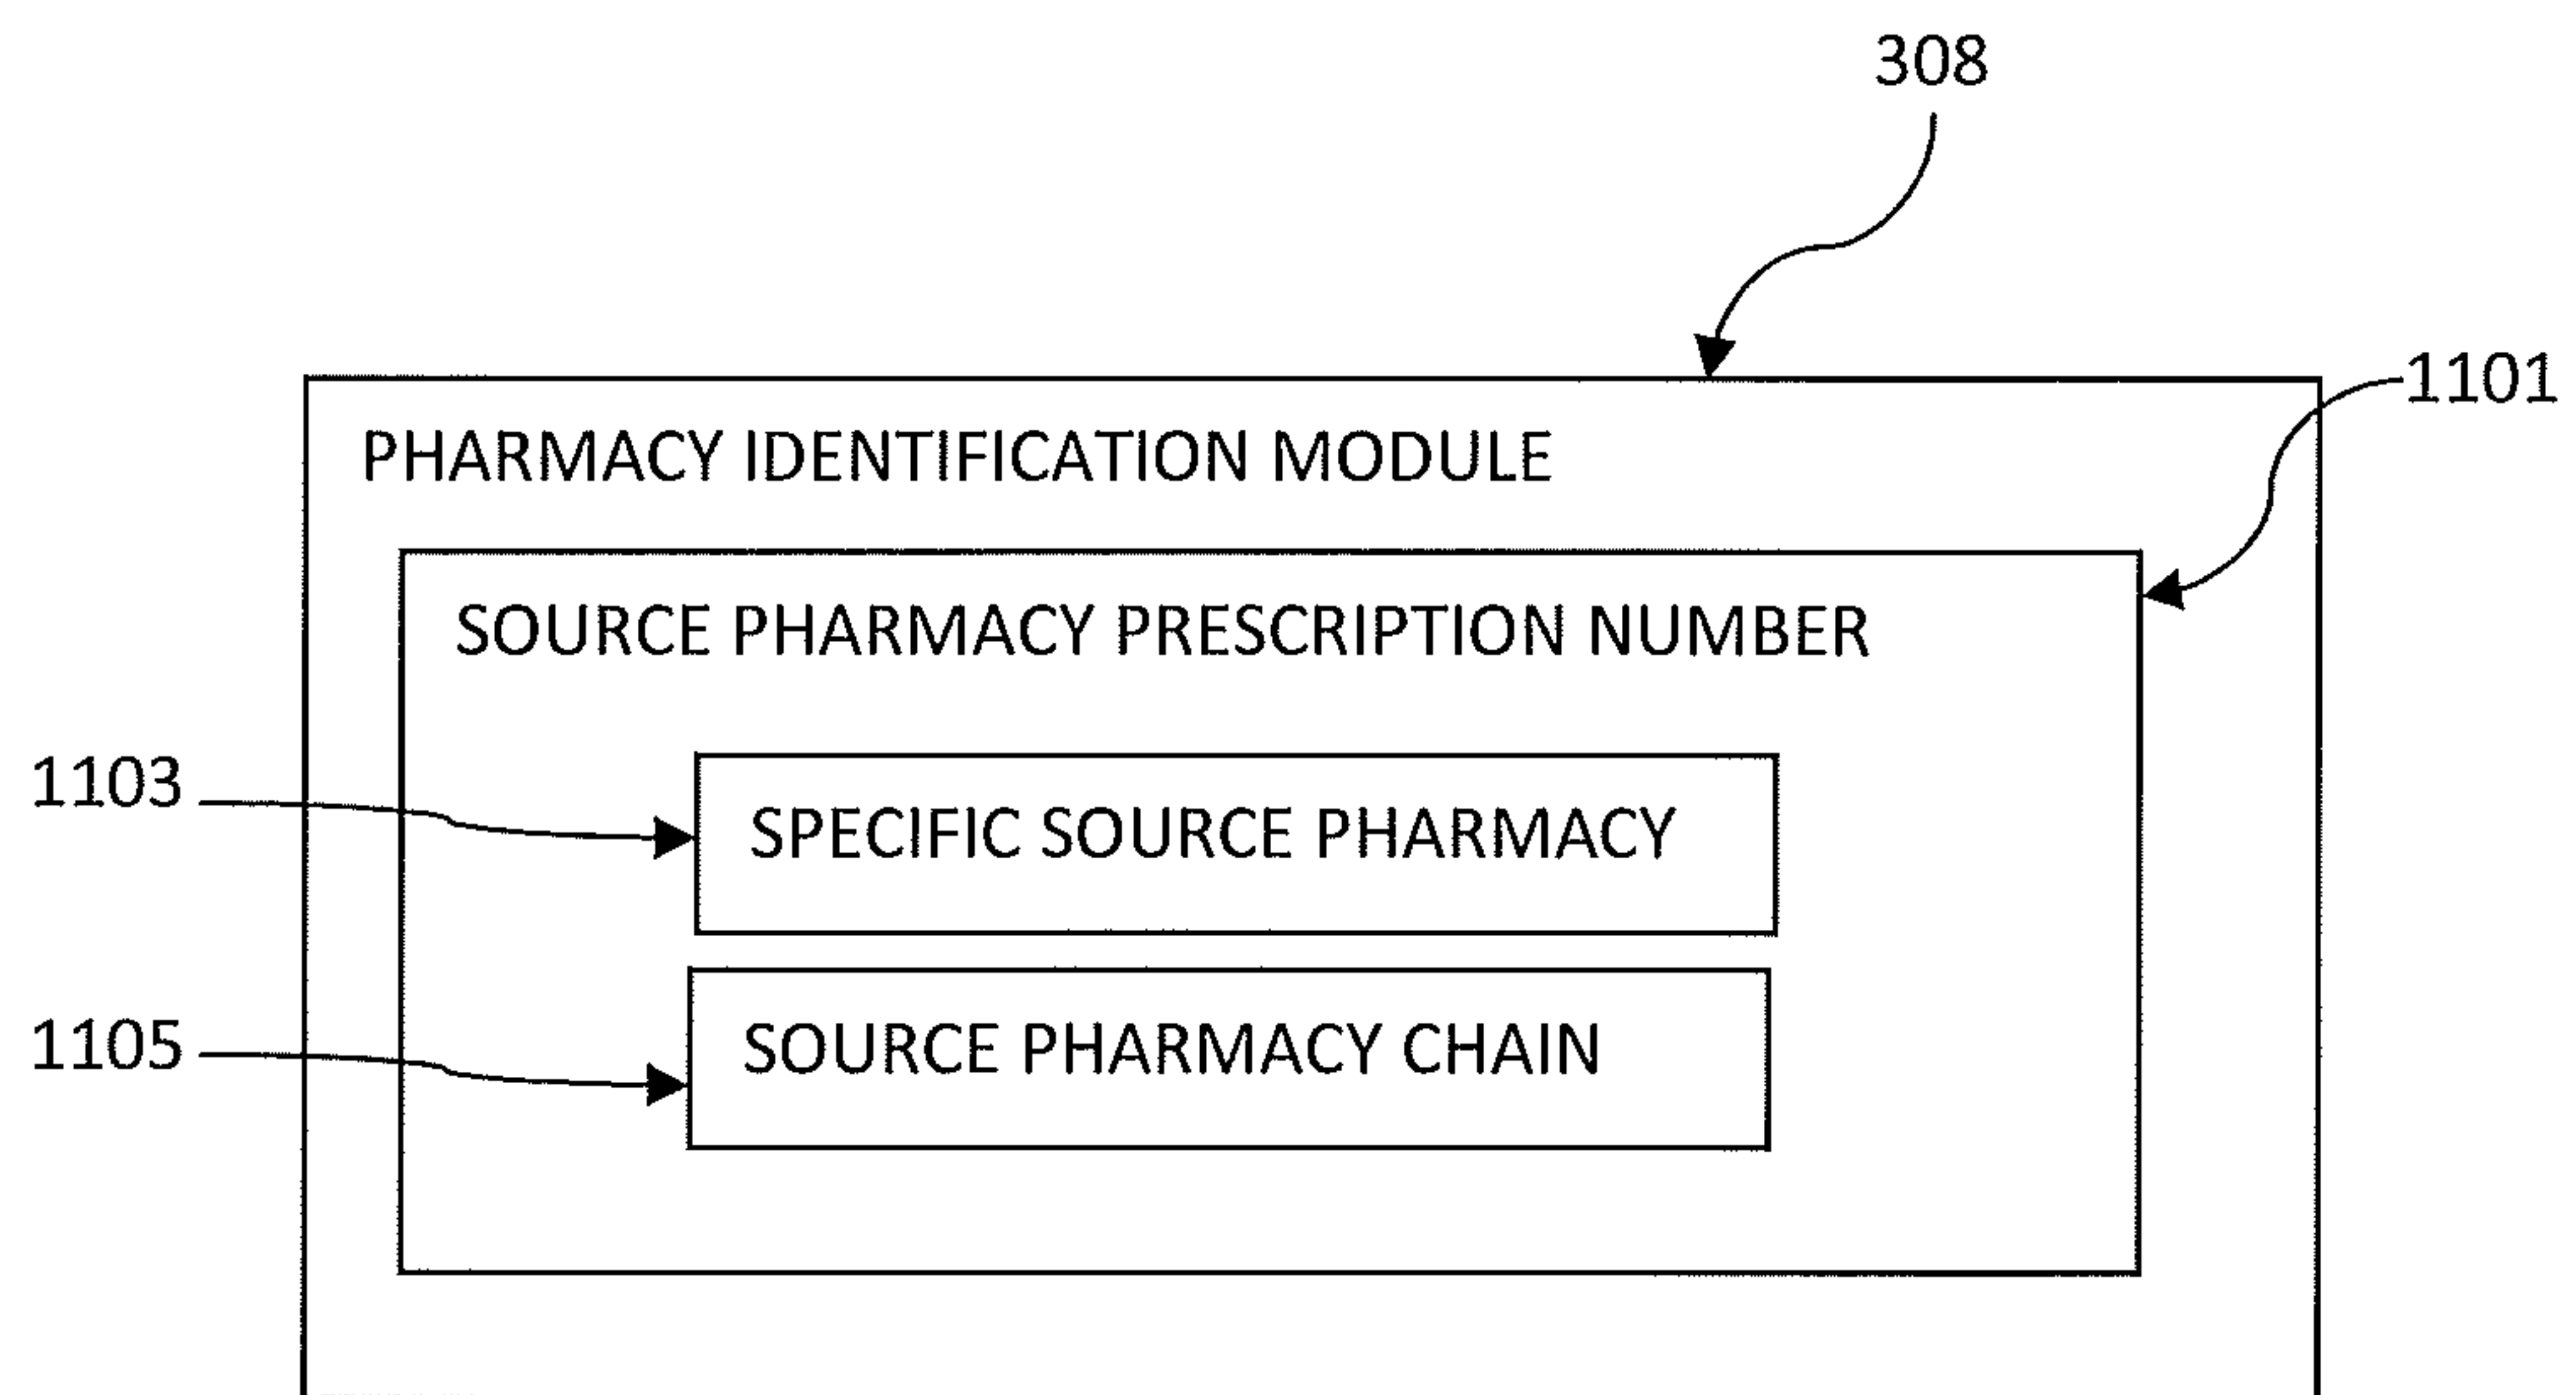 308
1101
PHARMACY IDENTIFICATION MODULE
SOURCE PHARMACY PRESCRIPTION NUMBER
1103
SPECIFIC SOURCE PHARMACY
1105
SOURCE PHARMACY CHAIN